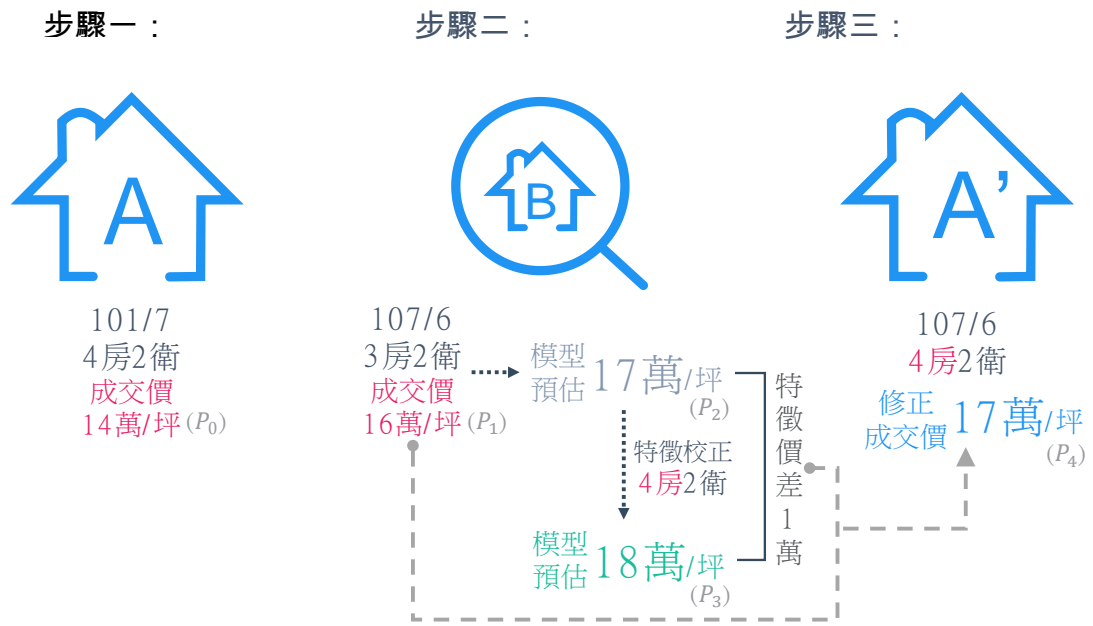 步驟一：
步驟二：
步驟三：
A
101/7
4房2衛
成交價
14萬/坪(P₀)
B
107/6
3房2衛
成交價
16萬/坪(P₁)
模型
預估
17萬/坪
(P₂)
特徵校正
4房2衛
模型
預估
18萬/坪
(P₃)
特
徵
價
差
1
萬
A’
107/6
4房2衛
修正
成交價
17萬/坪
(P₄)